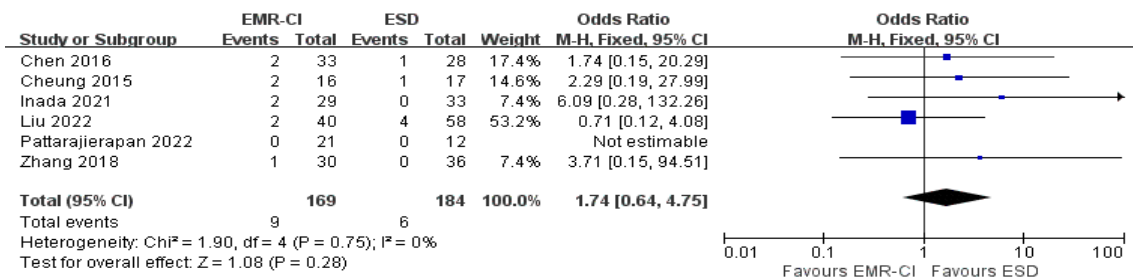 EMR-CI ESD Odds Ratio Odds Ratio
Study or Subgroup Events Total Events Total Weight M-H, Fixed, 95% CI M-H, Fixed, 95% CI
Chen 2016 2 33 1 28 17.4% 1.74 [0.15, 20.29]
Cheung 2015 2 16 1 17 14.6% 2.29 [0.19, 27.99]
Inada 2021 2 29 0 33 7.4% 6.09 [0.28, 132.26]
Liu 2022 2 40 4 58 53.2% 0.71 [0.12, 4.08]
Pattarajierapan 2022 0 21 0 12 Not estimable
Zhang 2018 1 30 0 36 7.4% 3.71 [0.15, 94.51]
Total (95% CI) 169 184 100.0% 1.74 [0.64, 4.75]
Total events 9 6
Heterogeneity: Chi² = 1.90, df = 4 (P = 0.75); I² = 0%
Test for overall effect: Z = 1.08 (P = 0.28)
0.01 0.1 1 10 100
Favours EMR-CI Favours ESD